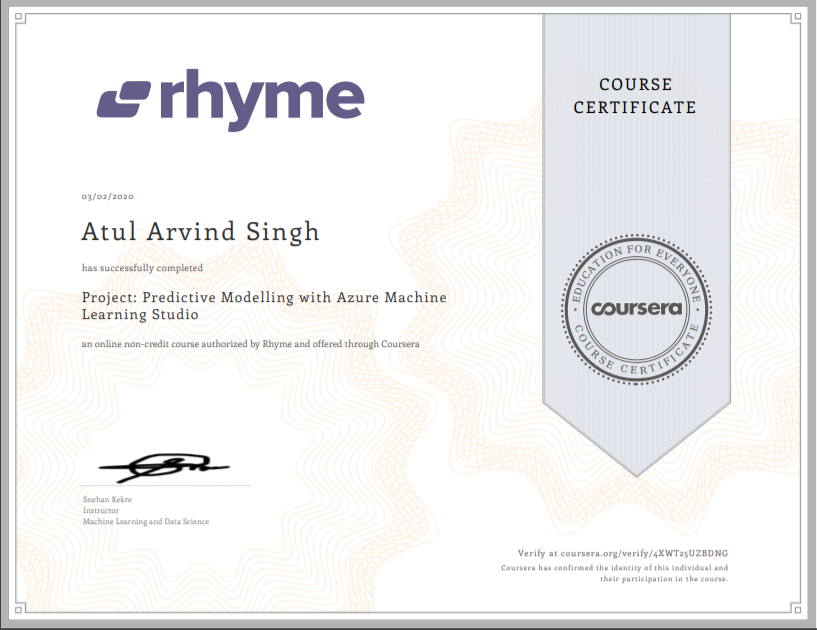 rhyme
COURSE
CERTIFICATE
03/02/2020
Atul Arvind Singh
has successfully completed
Project: Predictive Modelling with Azure Machine
Learning Studio
an online non-credit course authorized by Rhyme and offered through Coursera
EDUCATION FOR EVERYONE
coursera
COURSE CERTIFICATE
Snehan Kekre
Instructor
Machine Learning and Data Science
Verify at coursera.org/verify/4XWT25UZBDNG
Coursera has confirmed the identity of this individual and
their participation in the course.